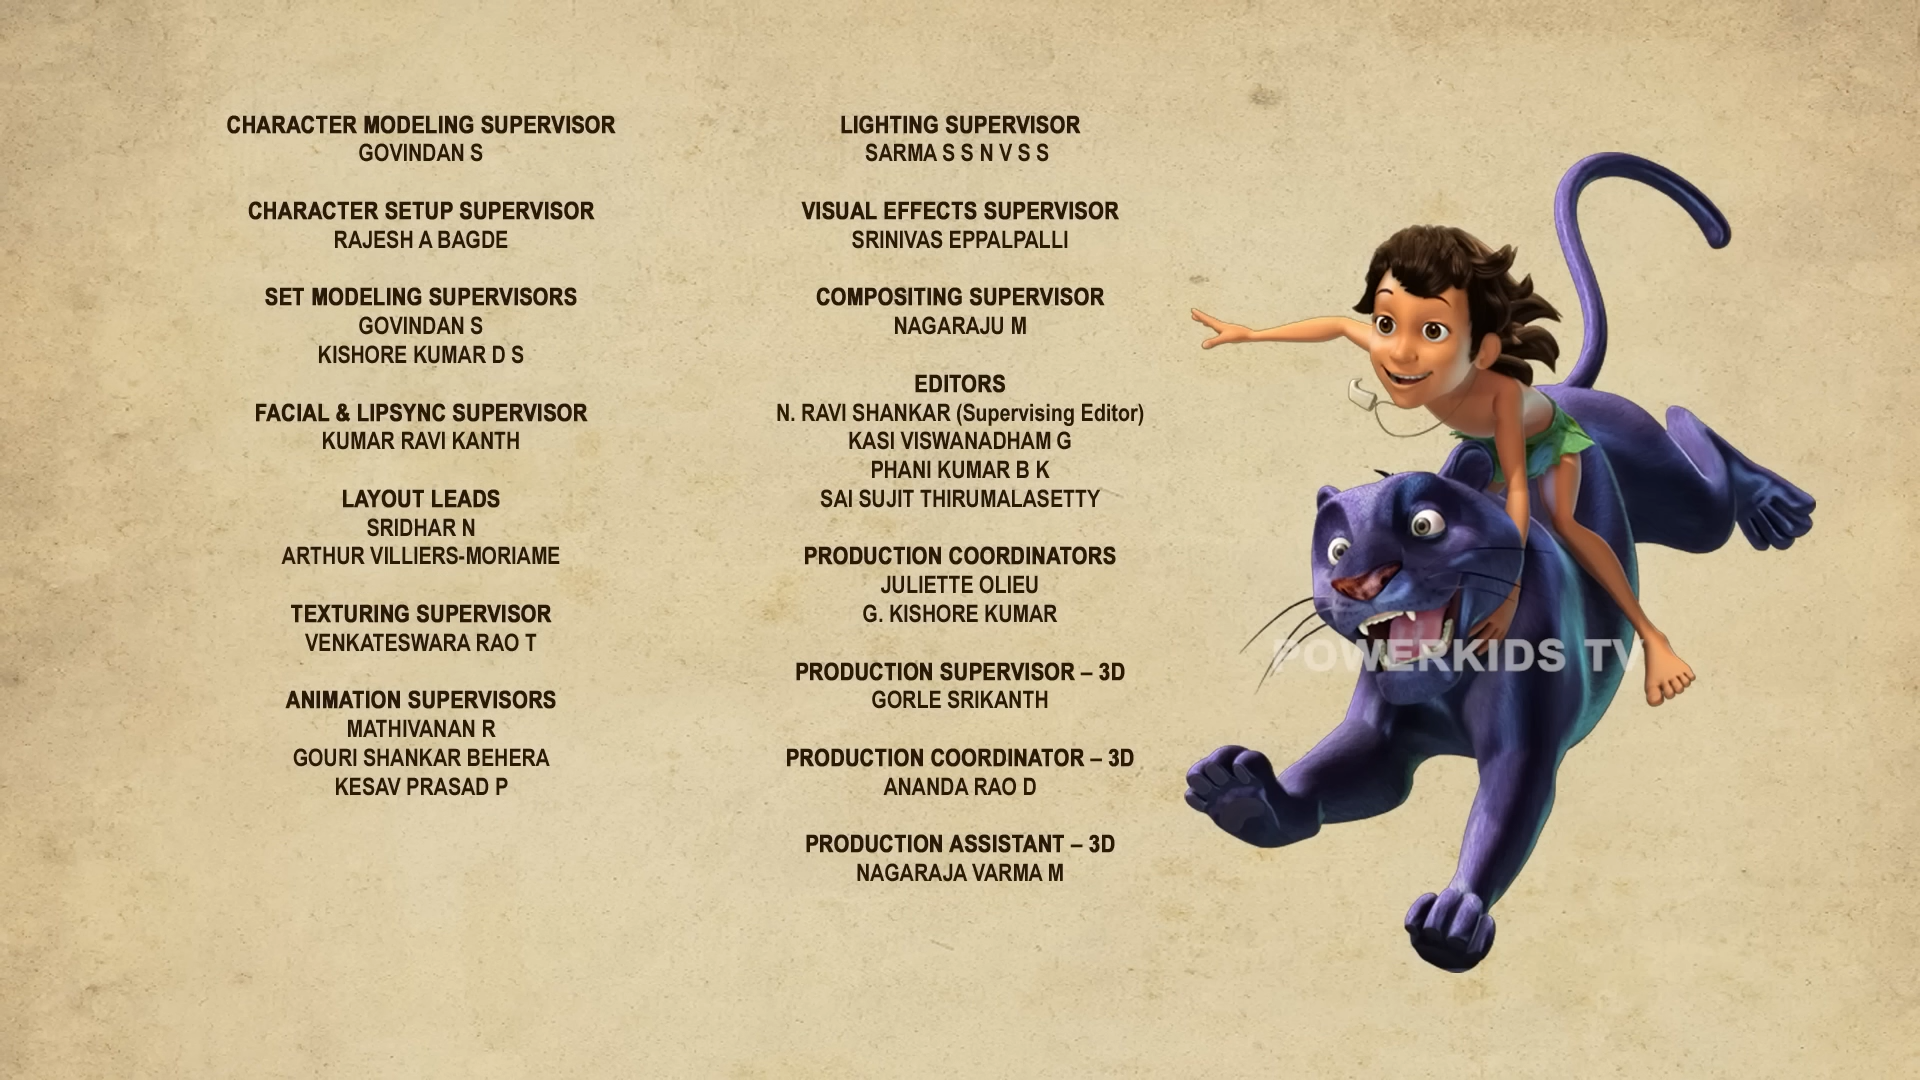 CHARACTER MODELING SUPERVISOR
GOVINDAN S
CHARACTER SETUP SUPERVISOR
RAJESH A BAGDE
SET MODELING SUPERVISORS
GOVINDAN S
KISHORE KUMAR D S
FACIAL & LIPSYNC SUPERVISOR
KUMAR RAVI KANTH
LAYOUT LEADS
SRIDHAR N
ARTHUR VILLIERS-MORIAME
TEXTURING SUPERVISOR
VENKATESWARA RAO T
ANIMATION SUPERVISORS
MATHIVANAN R
GOURI SHANKAR BEHERA
KESAV PRASAD P
LIGHTING SUPERVISOR
SARMA S S N V S S
VISUAL EFFECTS SUPERVISOR
SRINIVAS EPPALPALLI
COMPOSITING SUPERVISOR
NAGARAJU M
EDITORS
N. RAVI SHANKAR (Supervising Editor)
KASI VISWANADHAM G
PHANI KUMAR B K
SAI SUJIT THIRUMALASETTY
PRODUCTION COORDINATORS
JULIETTE OLIEU
G. KISHORE KUMAR
PRODUCTION SUPERVISOR – 3D
GORLE SRIKANTH
PRODUCTION COORDINATOR – 3D
ANANDA RAO D
PRODUCTION ASSISTANT – 3D
NAGARAJA VARMA M
POWERKIDS TV